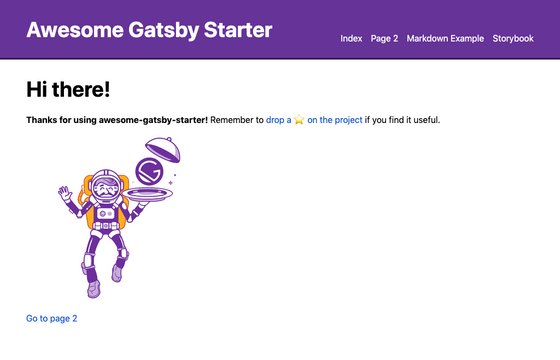 Awesome Gatsby Starter
Index Page 2 Markdown Example Storybook
Hi there!
Thanks for using awesome-gatsby-starter! Remember to drop a ⭐ on the project if you find it useful.
Go to page 2